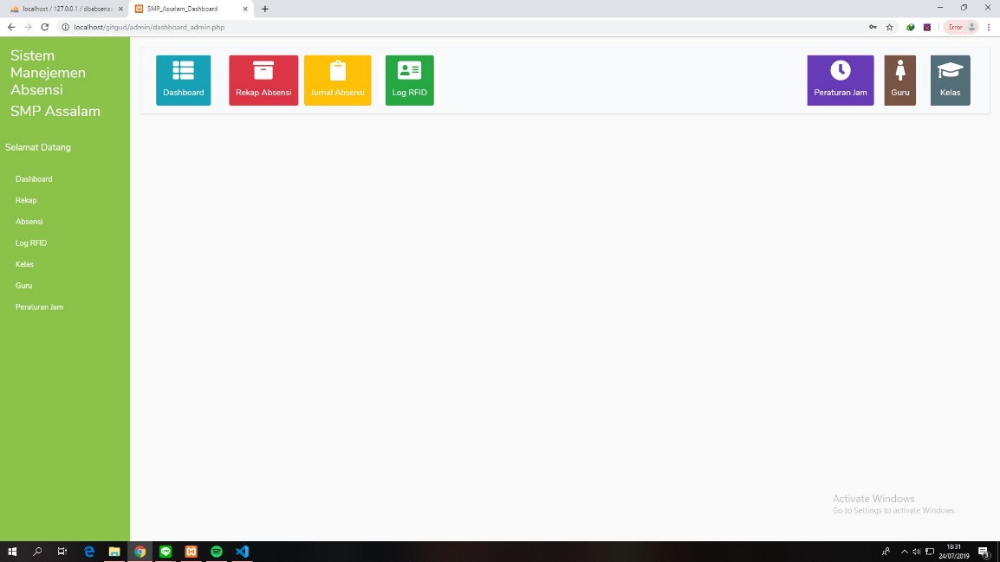 localhost / 127.0.0.1 / dbabsenas
SMP_Assalam_Dashboard
localhost/gitgud/admin/dashboard_admin.php
Error
Sistem
Manejemen
Absensi
SMP Assalam
Selamat Datang
Dashboard
Rekap
Absensi
Log RFID
Kelas
Guru
Peraturan Jam
Dashboard
Rekap Absensi
Jurnal Absensi
Log RFID
Peraturan Jam
Guru
Kelas
Activate Windows
Go to Settings to activate Windows.
18:31
24/07/2019
3